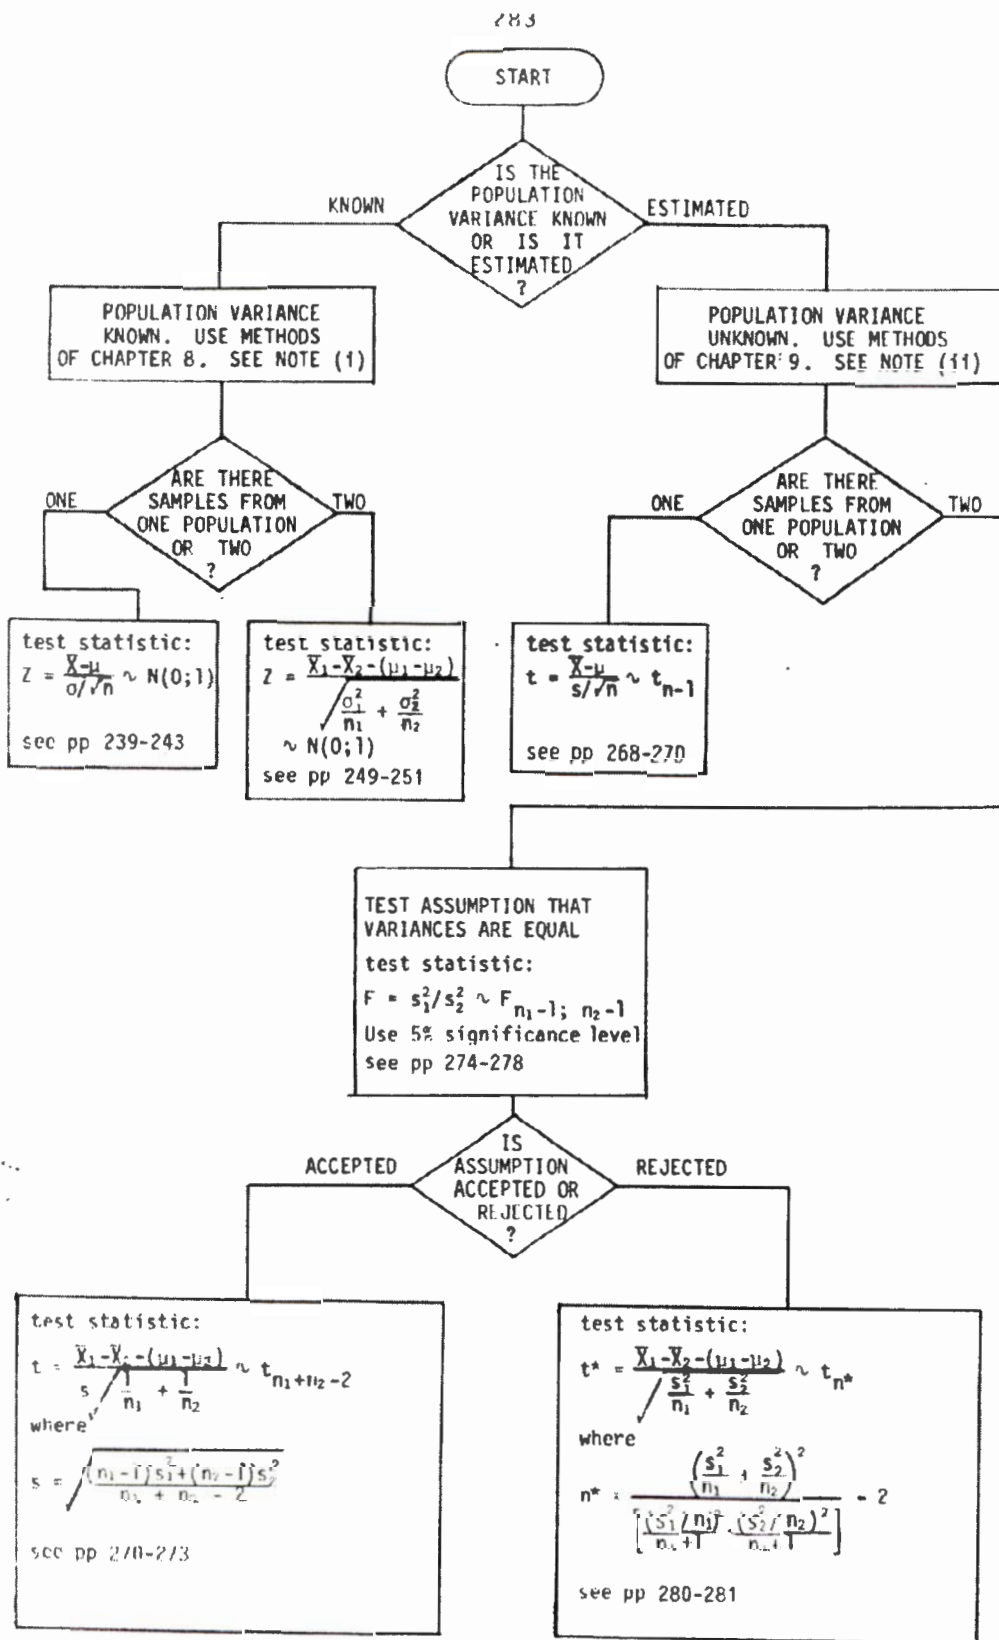 283
START
IS THE
POPULATION
VARIANCE KNOWN
OR IS IT
ESTIMATED
?
KNOWN
ESTIMATED
POPULATION VARIANCE
KNOWN. USE METHODS
OF CHAPTER 8. SEE NOTE (i)
POPULATION VARIANCE
UNKNOWN. USE METHODS
OF CHAPTER 9. SEE NOTE (ii)
ARE THERE
SAMPLES FROM
ONE POPULATION
OR TWO
?
ONE
TWO
ARE THERE
SAMPLES FROM
ONE POPULATION
OR TWO
?
ONE
TWO
test statistic:
Z = (X̄-μ)/(σ/√n) ~ N(0;1)
see pp 239-243
test statistic:
Z = (X̄₁-X̄₂-(μ₁-μ₂))/√(σ₁²/n₁ + σ₂²/n₂)
~ N(0;1)
see pp 249-251
test statistic:
t = (X̄-μ)/(s/√n) ~ tₙ₋₁
see pp 268-270
TEST ASSUMPTION THAT
VARIANCES ARE EQUAL
test statistic:
F = s₁²/s₂² ~ F n₁-1; n₂-1
Use 5% significance level
see pp 274-278
IS
ASSUMPTION
ACCEPTED OR
REJECTED
?
ACCEPTED
REJECTED
test statistic:
t = (X̄₁-X̄₂-(μ₁-μ₂))/(s√(1/n₁ + 1/n₂)) ~ t n₁+n₂-2
where
s = √(((n₁-1)s₁²+(n₂-1)s₂²)/(n₁ + n₂ - 2))
see pp 270-273
test statistic:
t* = (X̄₁-X̄₂-(μ₁-μ₂))/√(s₁²/n₁ + s₂²/n₂) ~ t n*
where
n* = (s₁²/n₁ + s₂²/n₂)²/[(s₁²/n₁)²/(n₁+1) + (s₂²/n₂)²/(n₂+1)] - 2
see pp 280-281